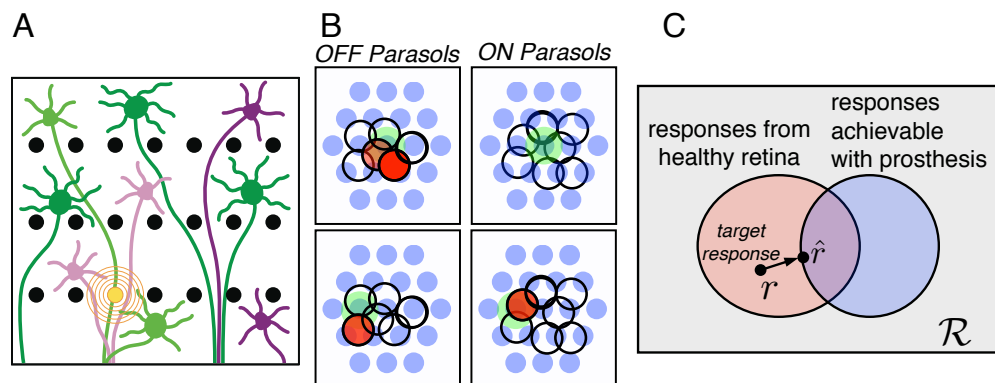 A
B
C
OFF Parasols
ON Parasols
responses from
healthy retina
responses
achievable
with prosthesis
target
response
r̂
r
ℛ